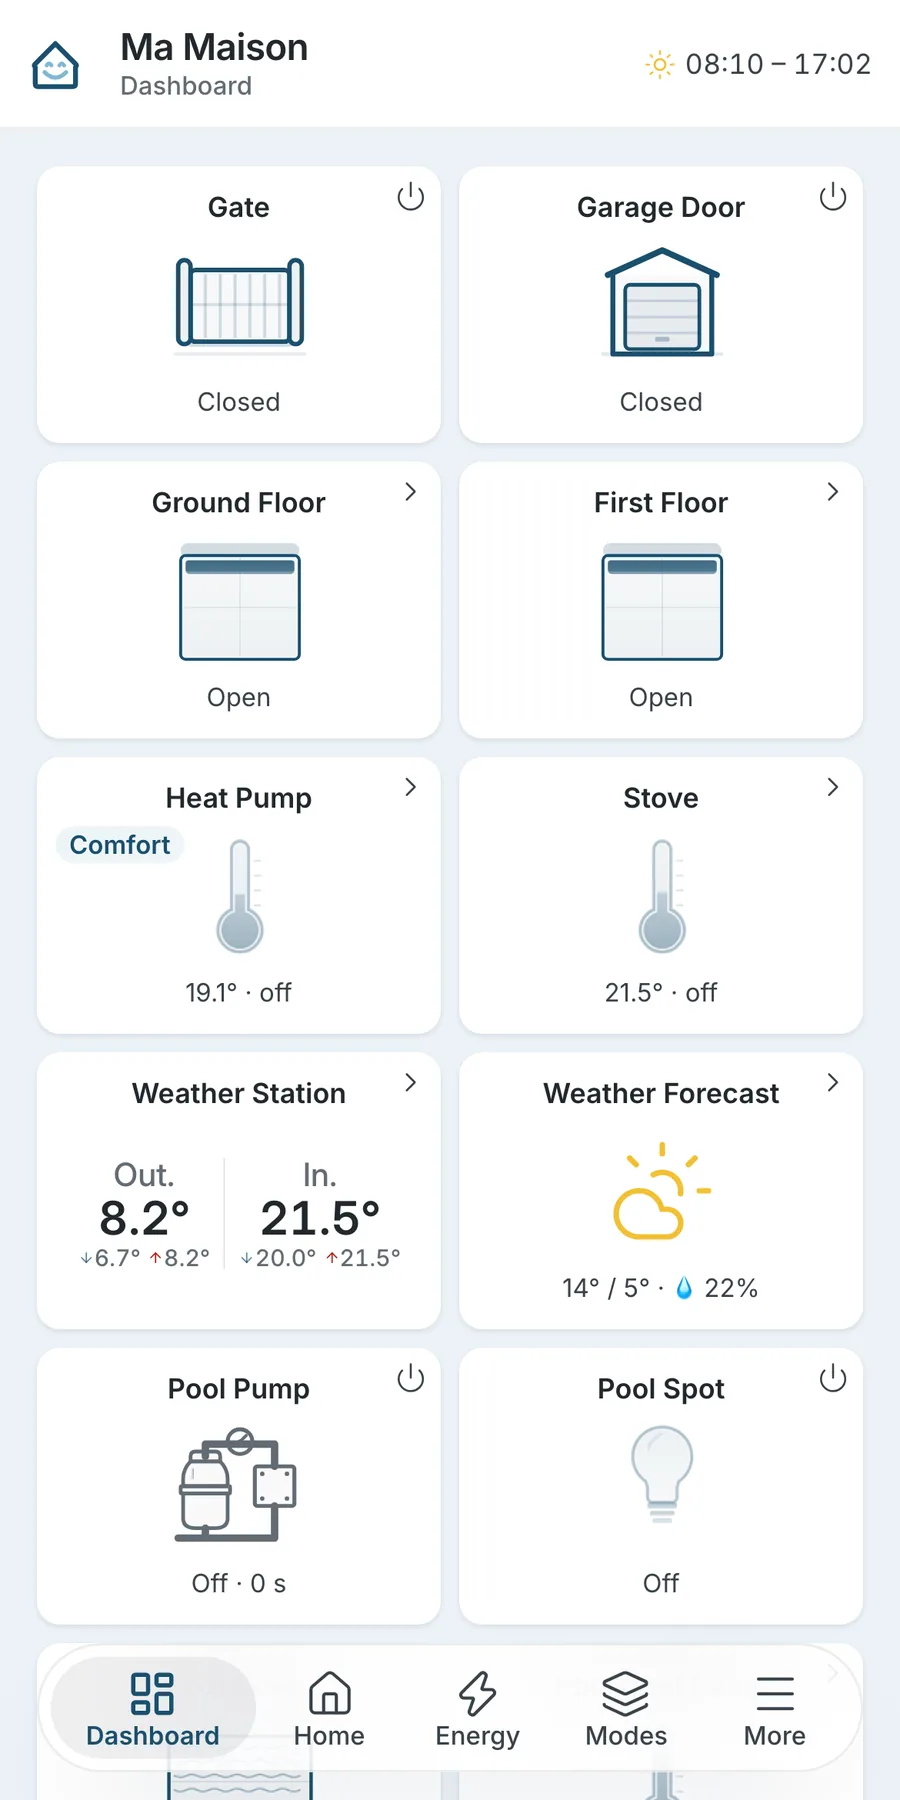 Ma Maison
Dashboard
08:10 – 17:02
Gate
Closed
Garage Door
Closed
Ground Floor
Open
First Floor
Open
Heat Pump
Comfort
19.1° · off
Stove
21.5° · off
Weather Station
Out.
8.2°
↓6.7° ↑8.2°
In.
21.5°
↓20.0° ↑21.5°
Weather Forecast
14° / 5° · 💧 22%
Pool Pump
Off · 0 s
Pool Spot
Off
Dashboard
Home
Energy
Modes
More